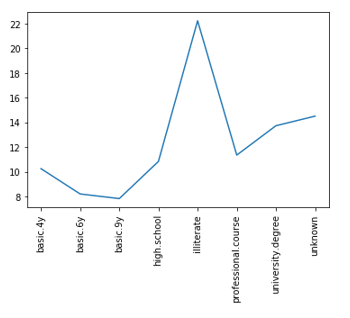 22
20
18
16
14
12
10
8
basic.4y
basic.6y
basic.9y
high.school
illiterate
professional.course
university.degree
unknown